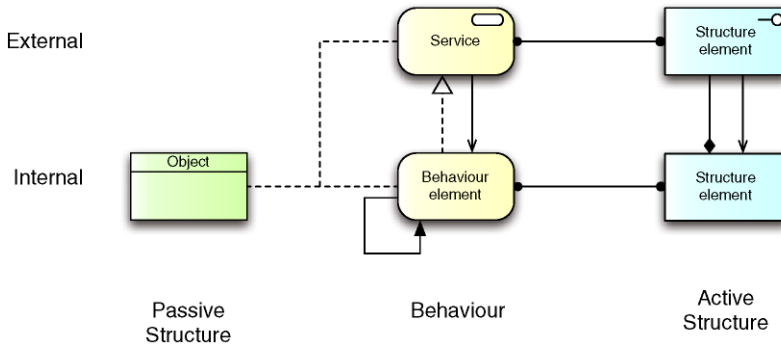 External
Service
Structure
element
Internal
Object
Behaviour
element
Structure
element
Passive
Structure
Behaviour
Active
Structure